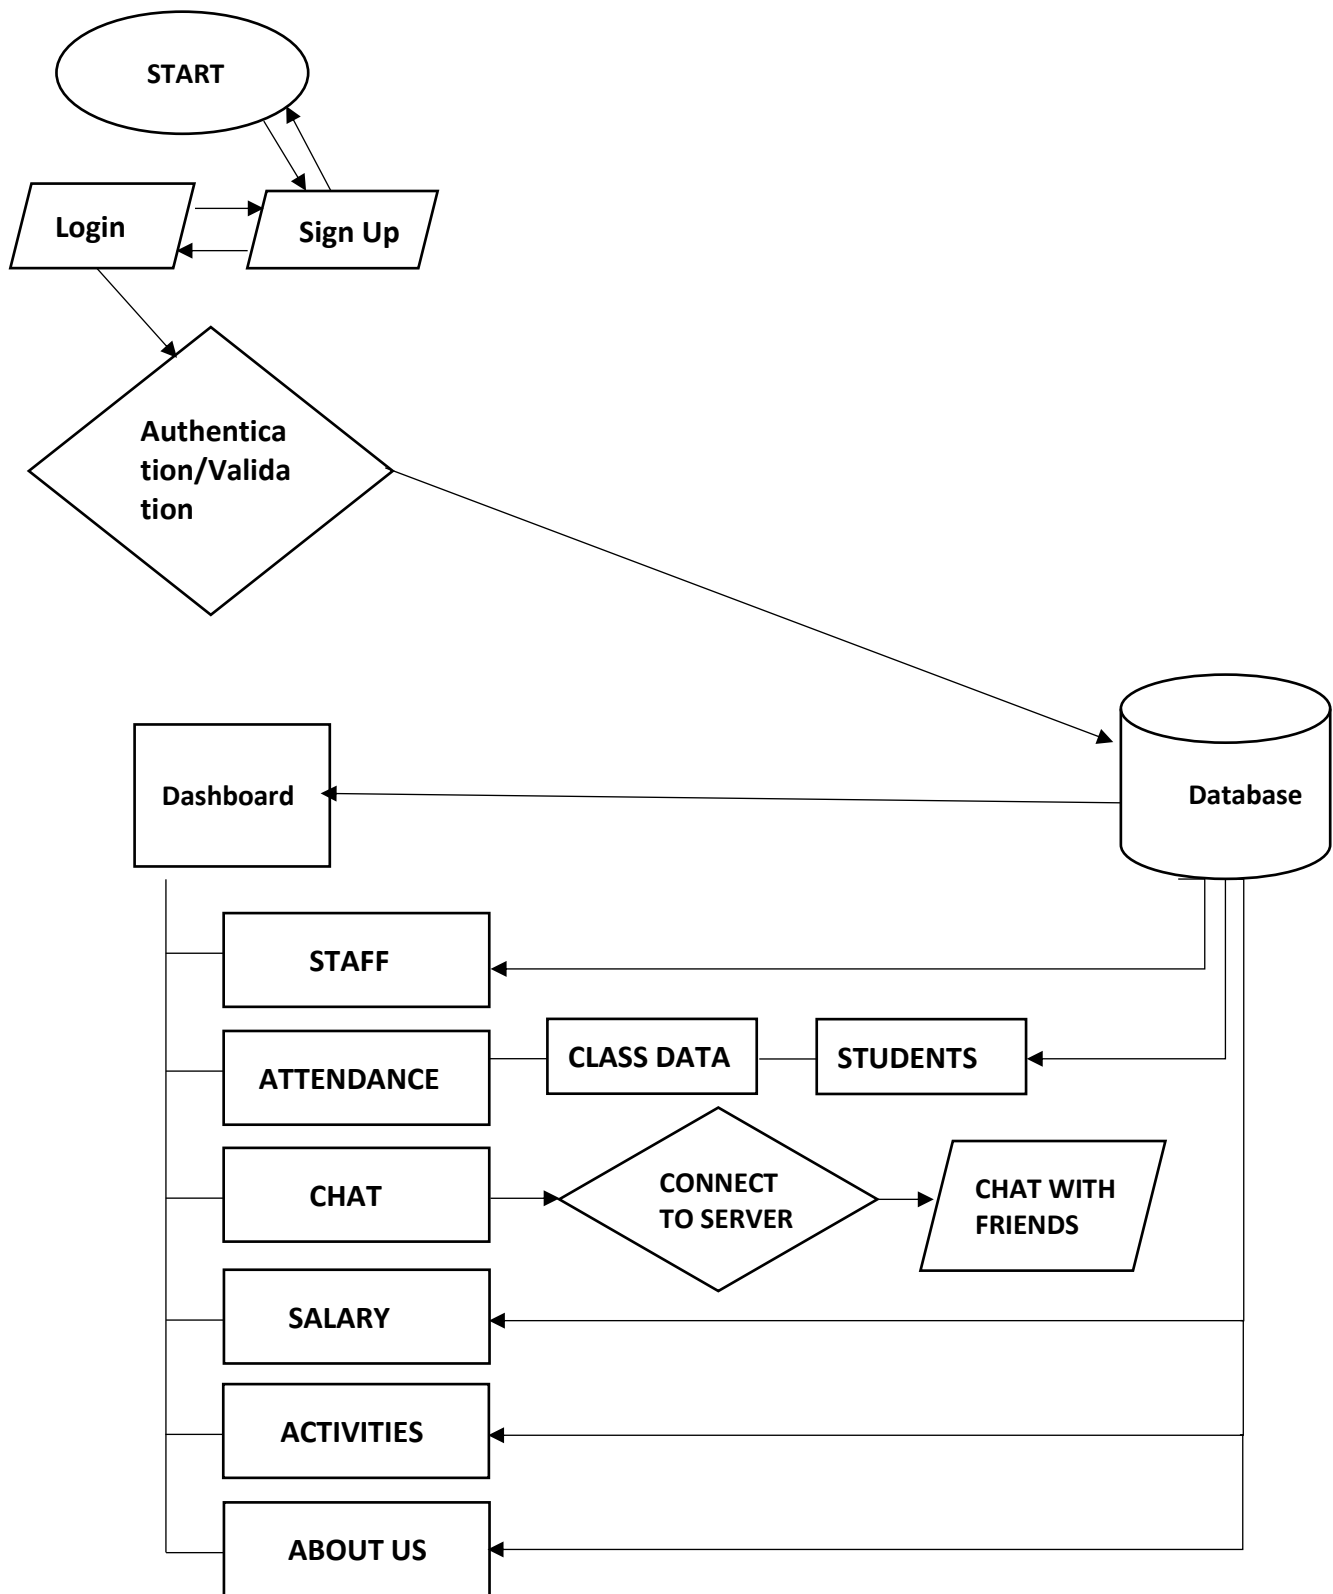 START
Login
Sign Up
Authentica
tion/Valida
tion
Dashboard
Database
STAFF
ATTENDANCE
CLASS DATA
STUDENTS
CHAT
CONNECT
TO SERVER
CHAT WITH
FRIENDS
SALARY
ACTIVITIES
ABOUT US